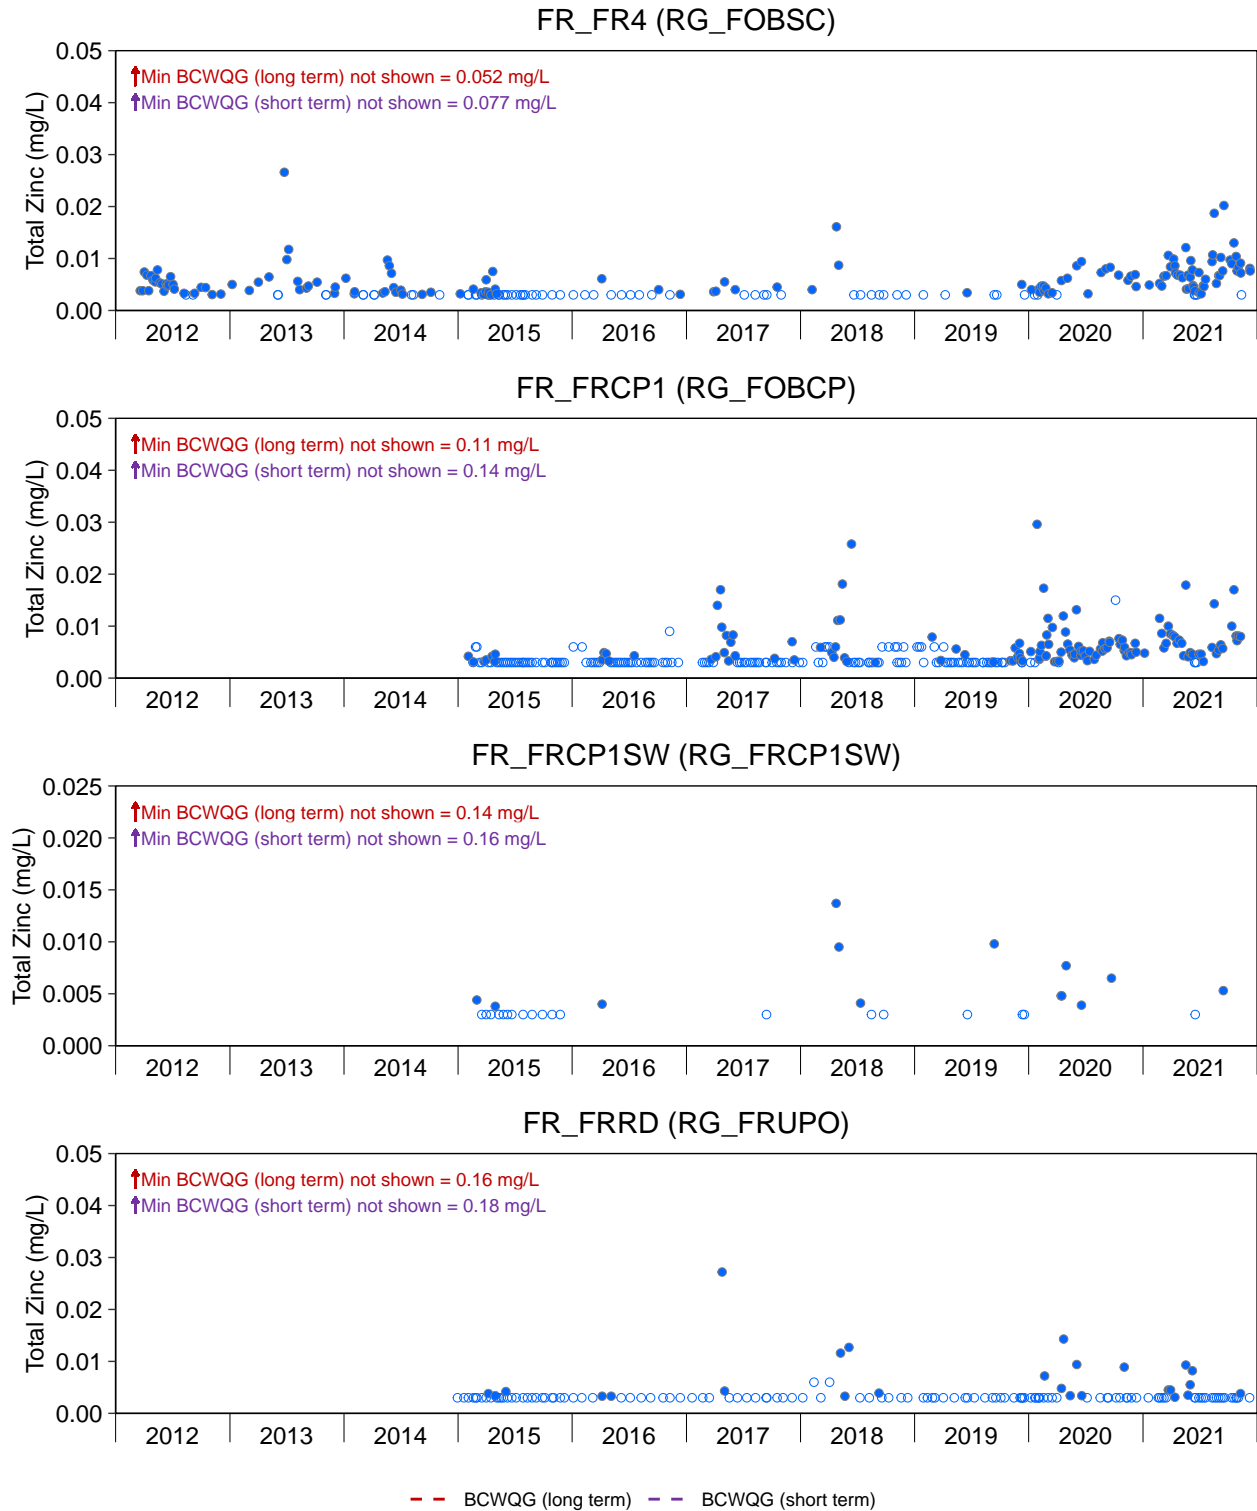 FR_FR4 (RG_FOBSC)
0.05
0.04
0.03
0.02
0.01
0.00
Total Zinc (mg/L)
Min BCWQG (long term) not shown = 0.052 mg/L
Min BCWQG (short term) not shown = 0.077 mg/L
2012 2013 2014 2015 2016 2017 2018 2019 2020 2021
FR_FRCP1 (RG_FOBCP)
0.05
0.04
0.03
0.02
0.01
0.00
Total Zinc (mg/L)
Min BCWQG (long term) not shown = 0.11 mg/L
Min BCWQG (short term) not shown = 0.14 mg/L
2012 2013 2014 2015 2016 2017 2018 2019 2020 2021
FR_FRCP1SW (RG_FRCP1SW)
0.025
0.020
0.015
0.010
0.005
0.000
Total Zinc (mg/L)
Min BCWQG (long term) not shown = 0.14 mg/L
Min BCWQG (short term) not shown = 0.16 mg/L
2012 2013 2014 2015 2016 2017 2018 2019 2020 2021
FR_FRRD (RG_FRUPO)
0.05
0.04
0.03
0.02
0.01
0.00
Total Zinc (mg/L)
Min BCWQG (long term) not shown = 0.16 mg/L
Min BCWQG (short term) not shown = 0.18 mg/L
2012 2013 2014 2015 2016 2017 2018 2019 2020 2021
BCWQG (long term) BCWQG (short term)